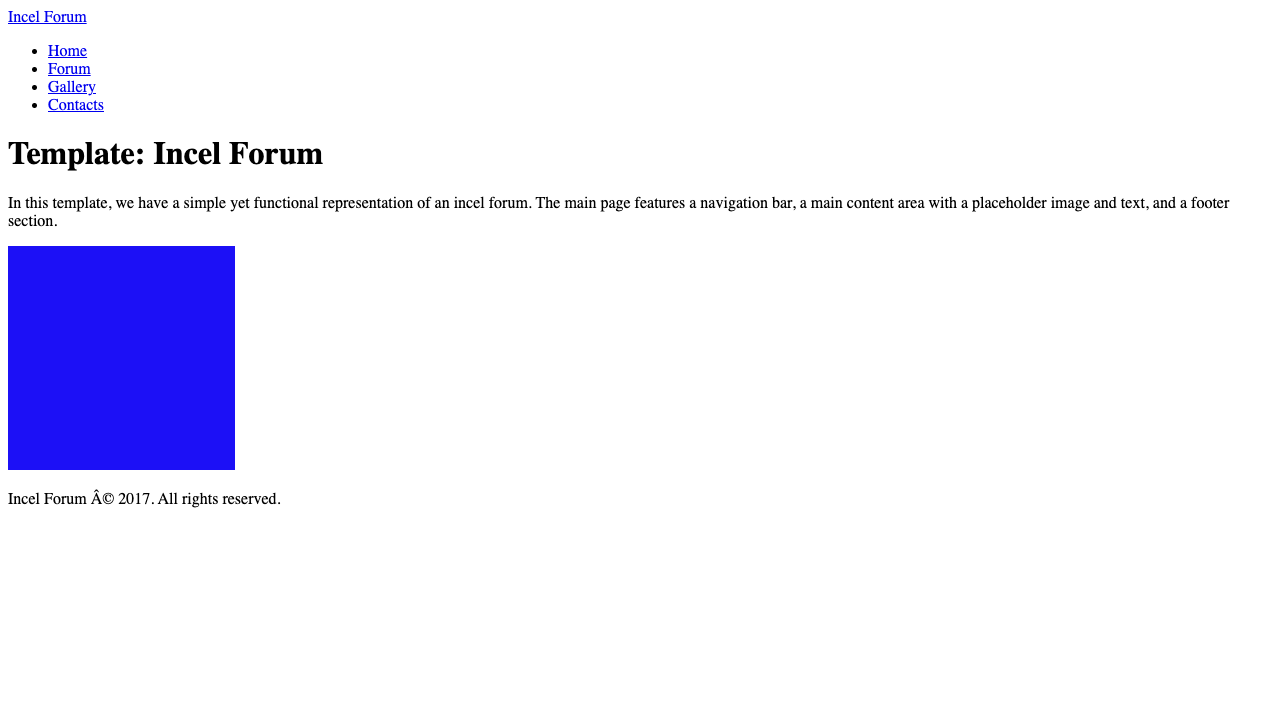 Incel Forum
Home
Forum
Gallery
Contacts
Template: Incel Forum
In this template, we have a simple yet functional representation of an incel forum. The main page features a navigation bar, a main content area with a placeholder image and text, and a footer
section.
Incel Forum Â© 2017. All rights reserved.